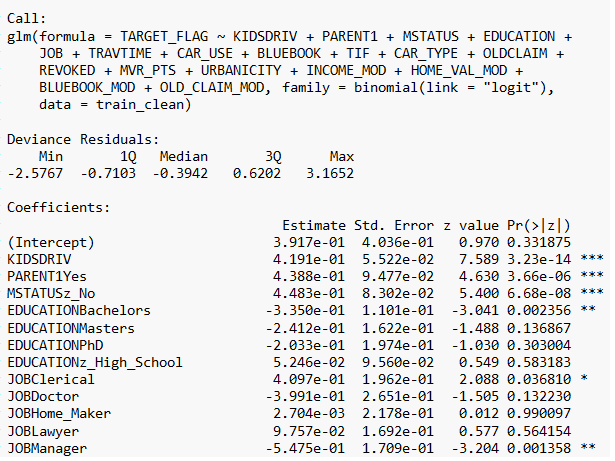 Call:
glm(formula = TARGET_FLAG ~ KIDSDRIV + PARENT1 + MSTATUS + EDUCATION +
    JOB + TRAVTIME + CAR_USE + BLUEBOOK + TIF + CAR_TYPE + OLDCLAIM +
    REVOKED + MVR_PTS + URBANICITY + INCOME_MOD + HOME_VAL_MOD +
    BLUEBOOK_MOD + OLD_CLAIM_MOD, family = binomial(link = "logit"),
    data = train_clean)
Deviance Residuals:
    Min       1Q   Median       3Q      Max
-2.5767  -0.7103  -0.3942   0.6202   3.1652
Coefficients:
                         Estimate Std. Error z value Pr(>|z|)
(Intercept)             3.917e-01  4.036e-01   0.970 0.331875
KIDSDRIV                4.191e-01  5.522e-02   7.589 3.23e-14 ***
PARENT1Yes              4.388e-01  9.477e-02   4.630 3.66e-06 ***
MSTATUSz_No             4.483e-01  8.302e-02   5.400 6.68e-08 ***
EDUCATIONBachelors     -3.350e-01  1.101e-01  -3.041 0.002356 **
EDUCATIONMasters       -2.412e-01  1.622e-01  -1.488 0.136867
EDUCATIONPhD           -2.033e-01  1.974e-01  -1.030 0.303004
EDUCATIONz_High_School  5.246e-02  9.560e-02   0.549 0.583183
JOBClerical             4.097e-01  1.962e-01   2.088 0.036810 *
JOBDoctor              -3.991e-01  2.651e-01  -1.505 0.132230
JOBHome_Maker           2.704e-03  2.178e-01   0.012 0.990097
JOBLawyer               9.757e-02  1.692e-01   0.577 0.564154
JOBManager             -5.475e-01  1.709e-01  -3.204 0.001358 **